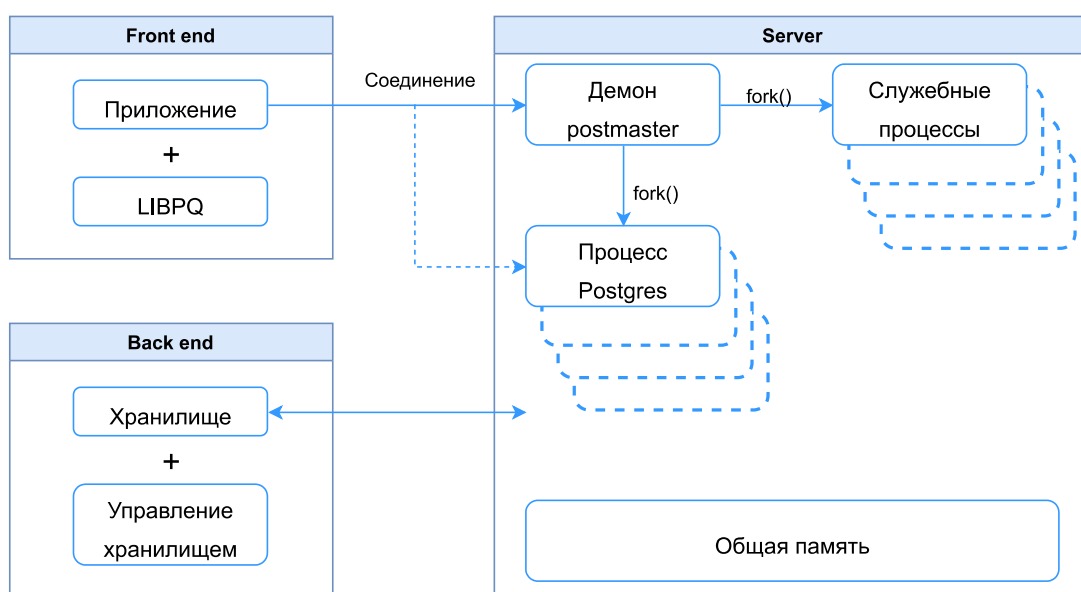 Front end
Приложение
+
LIBPQ
Соединение
Server
Демон
postmaster
fork()
Служебные
процессы
fork()
Процесс
Postgres
Back end
Хранилище
+
Управление
хранилищем
Общая память